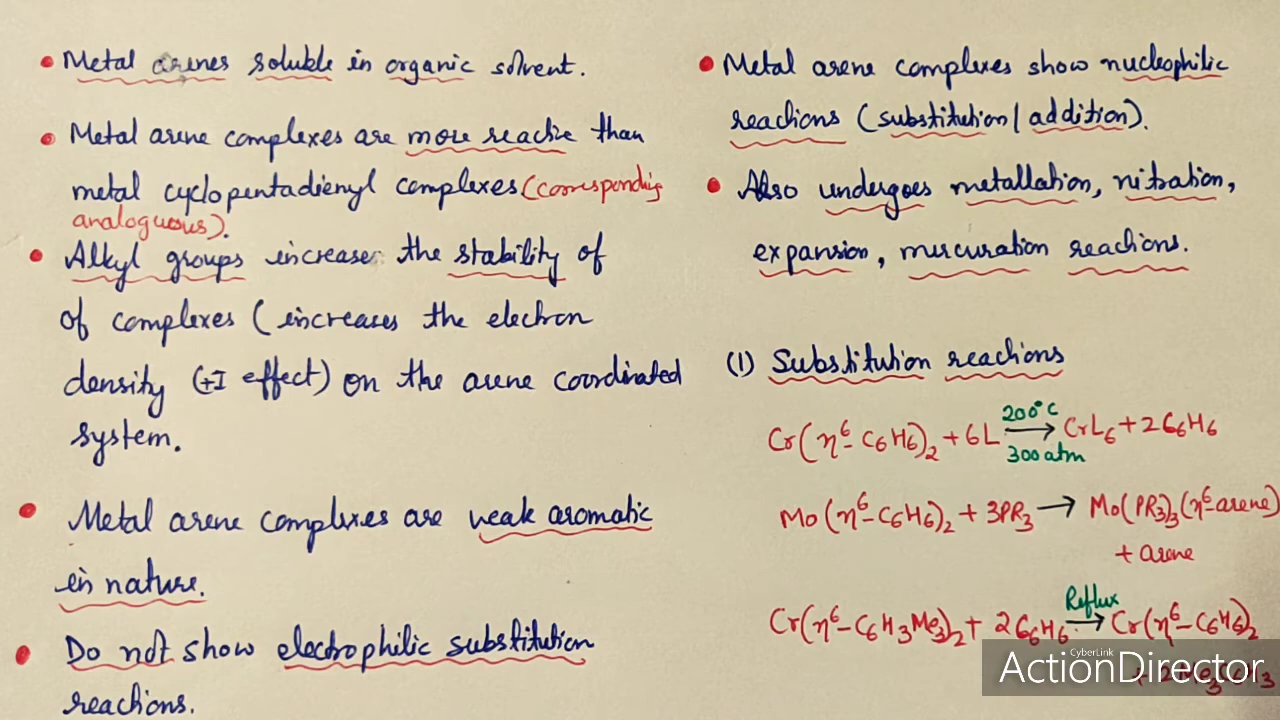 • Metal arenes soluble in organic solvent.
• Metal arene complexes are more reactive than
metal cyclopentadienyl complexes (corresponding
analoguous).
• Alkyl groups increases the stability of
of complexes (increases the electron
density (+I effect) on the arene coordinated
system.
• Metal arene complexes are weak aromatic
in nature.
• Do not show electrophilic substitution
reactions.
• Metal arene complexes show nucleophilic
reactions (substitution/addition).
• Also undergoes metallation, nitration,
expansion, mercuration reactions.
(1) Substitution reactions
200°C
Cr(η⁶-C6H6)₂ + 6L → CrL₆ + 2C6H6
300 atm
Mo(η⁶-C6H6)₂ + 3PR₃ → Mo(PR₃)₃(η⁶-arene)
+ arene
Reflux
Cr(η⁶-C6H3Me₃)₂ + 2C6H6 → Cr(η⁶-C6H6)₂
CyberLink
ActionDirector